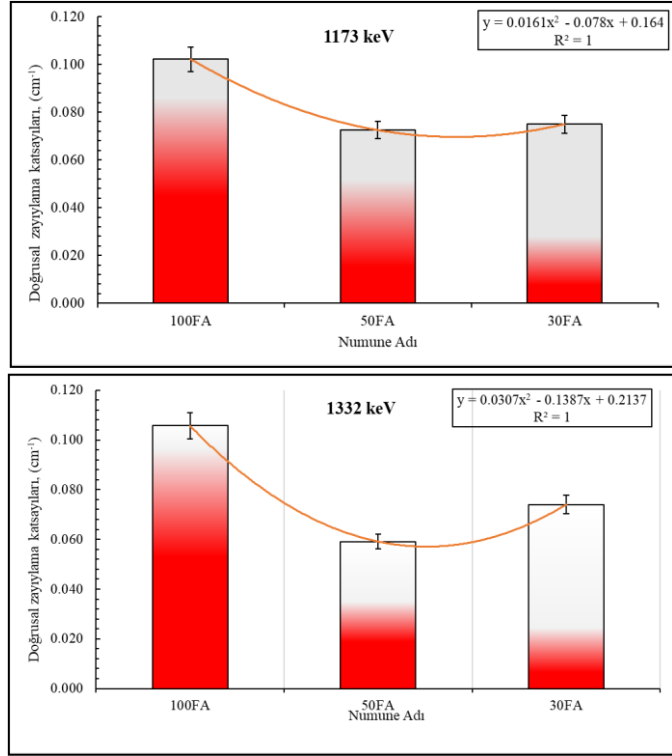 1173 keV
y = 0.0161x² - 0.078x + 0.164
R² = 1
Doğrusal zayıylama katsayıları, (cm⁻¹)
0.120
0.100
0.080
0.060
0.040
0.020
0.000
100FA
50FA
30FA
Numune Adı
1332 keV
y = 0.0307x² - 0.1387x + 0.2137
R² = 1
Doğrusal zayıylama katsayıları, (cm⁻¹)
0.120
0.100
0.080
0.060
0.040
0.020
0.000
100FA
50FA
30FA
Numune Adı